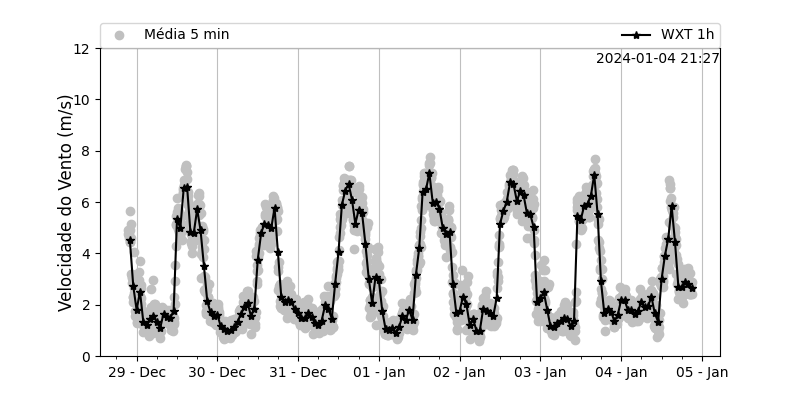 Média 5 min
WXT 1h
2024-01-04 21:27
Velocidade do Vento (m/s)
12
10
8
6
4
2
0
29 - Dec
30 - Dec
31 - Dec
01 - Jan
02 - Jan
03 - Jan
04 - Jan
05 - Jan